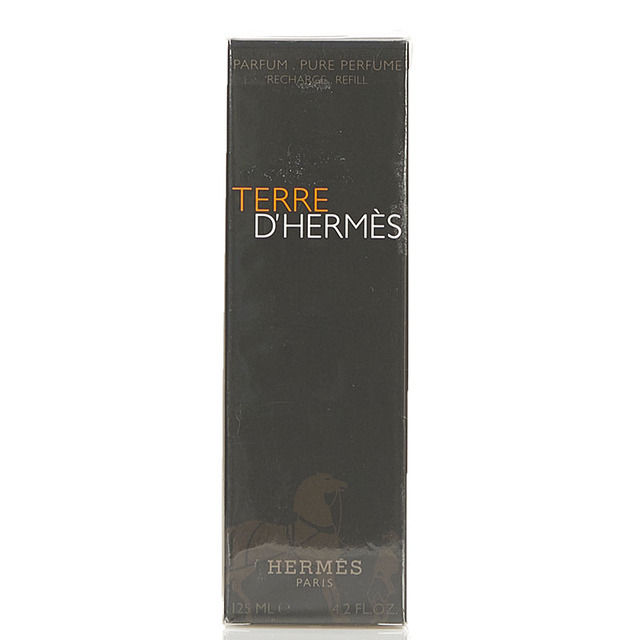 PARFUM . PURE PERFUME
RECHARGE . REFILL
TERRE
D'HERMÈS
HERMÈS
PARIS
125 ML ℮ 4.2 FL.OZ.